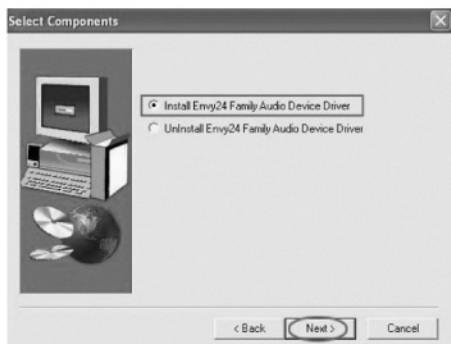 Select Components
Install Envy24 Family Audio Device Driver
UnInstall Envy24 Family Audio Device Driver
< Back
Next >
Cancel